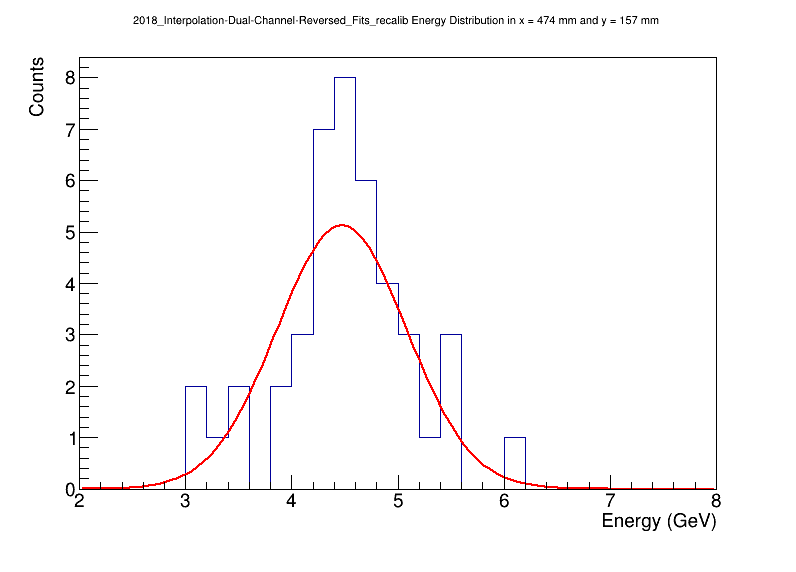 2018_Interpolation-Dual-Channel-Reversed_Fits_recalib Energy Distribution in x = 474 mm and y = 157 mm
Counts
8
7
6
5
4
3
2
1
0
2 3 4 5 6 7 8
Energy (GeV)